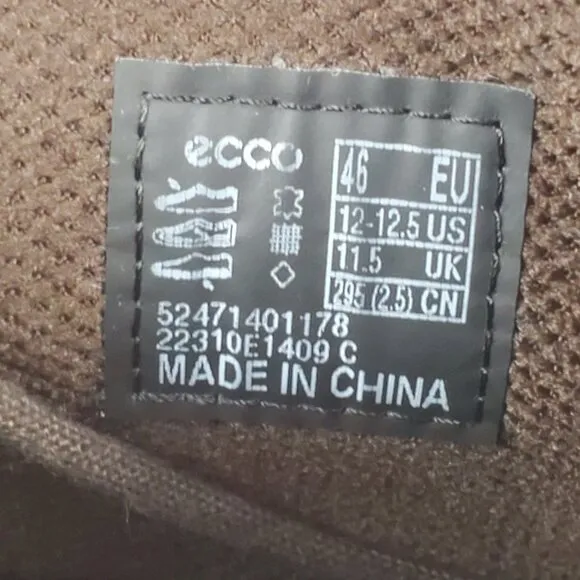 ecco
46 EU
12-12.5 US
11.5 UK
295 (2.5) CN
52471401178
22310E1409 C
MADE IN CHINA